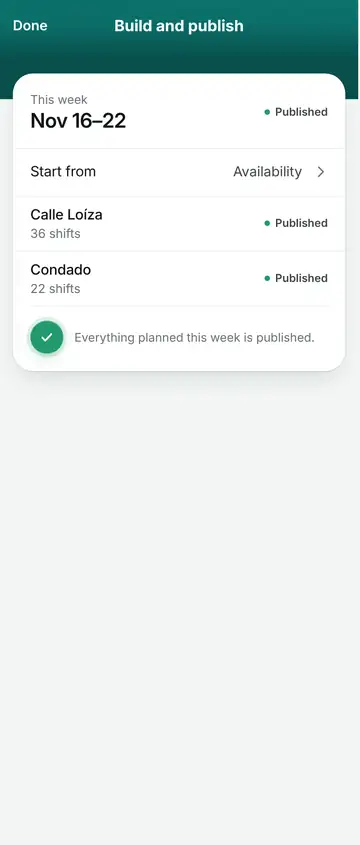 Done
Build and publish
This week
Nov 16–22
Published
Start from
Availability
Calle Loíza
36 shifts
Published
Condado
22 shifts
Published
Everything planned this week is published.